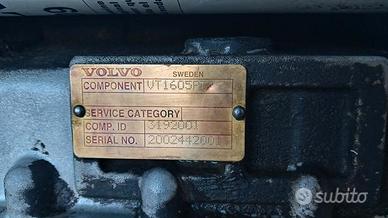 VOLVO
SWEDEN
COMPONENT VT1605PT
SERVICE CATEGORY
COMP. ID 3192001
SERIAL NO. 2002442001
subito